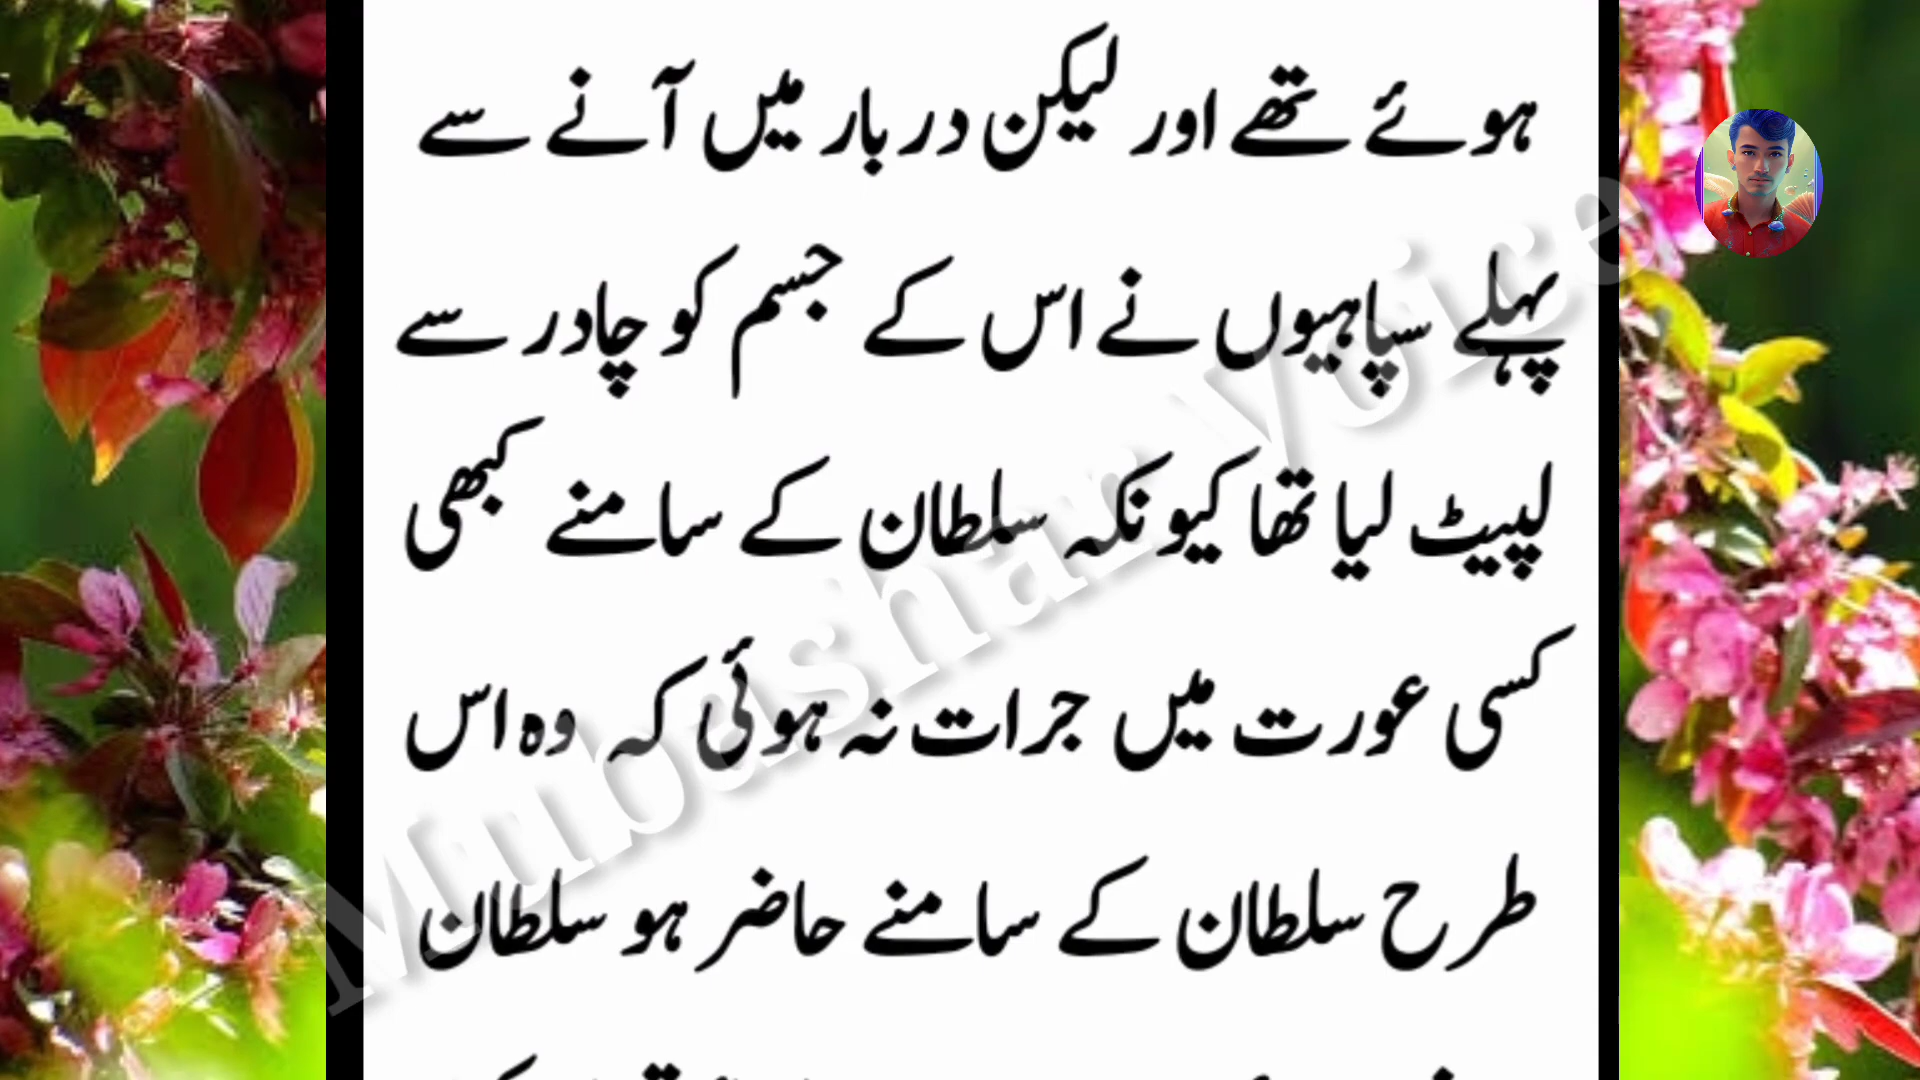 ہوئے تھے اور لیکن دربار میں آنے سے
پہلے سپاہیوں نے اس کے جسم کو چادر سے
لپیٹ لیا تھا کیونکہ سلطان کے سامنے کبھی
کسی عورت میں جرات نہ ہوئی کہ وہ اس
طرح سلطان کے سامنے حاضر ہو سلطان
Mubashar Voice